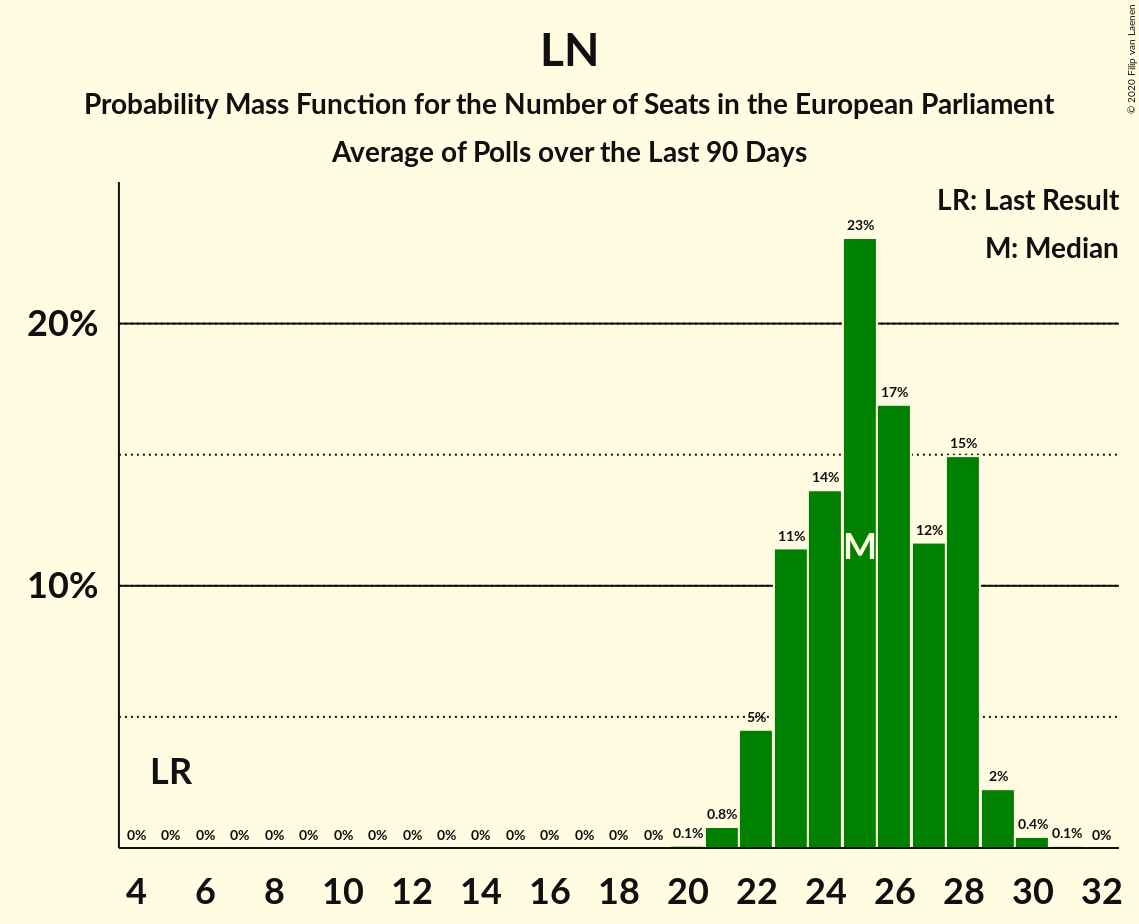 LN
Probability Mass Function for the Number of Seats in the European Parliament
Average of Polls over the Last 90 Days
© 2020 Filip van Laenen
LR: Last Result
M: Median
23%
20%
17%
15%
14%
12%
11%
M
10%
5%
LR
2%
0% 0% 0% 0% 0% 0% 0% 0% 0% 0% 0% 0% 0% 0% 0% 0% 0.1% 0.8% 0.4% 0.1% 0%
4 6 8 10 12 14 16 18 20 22 24 26 28 30 32